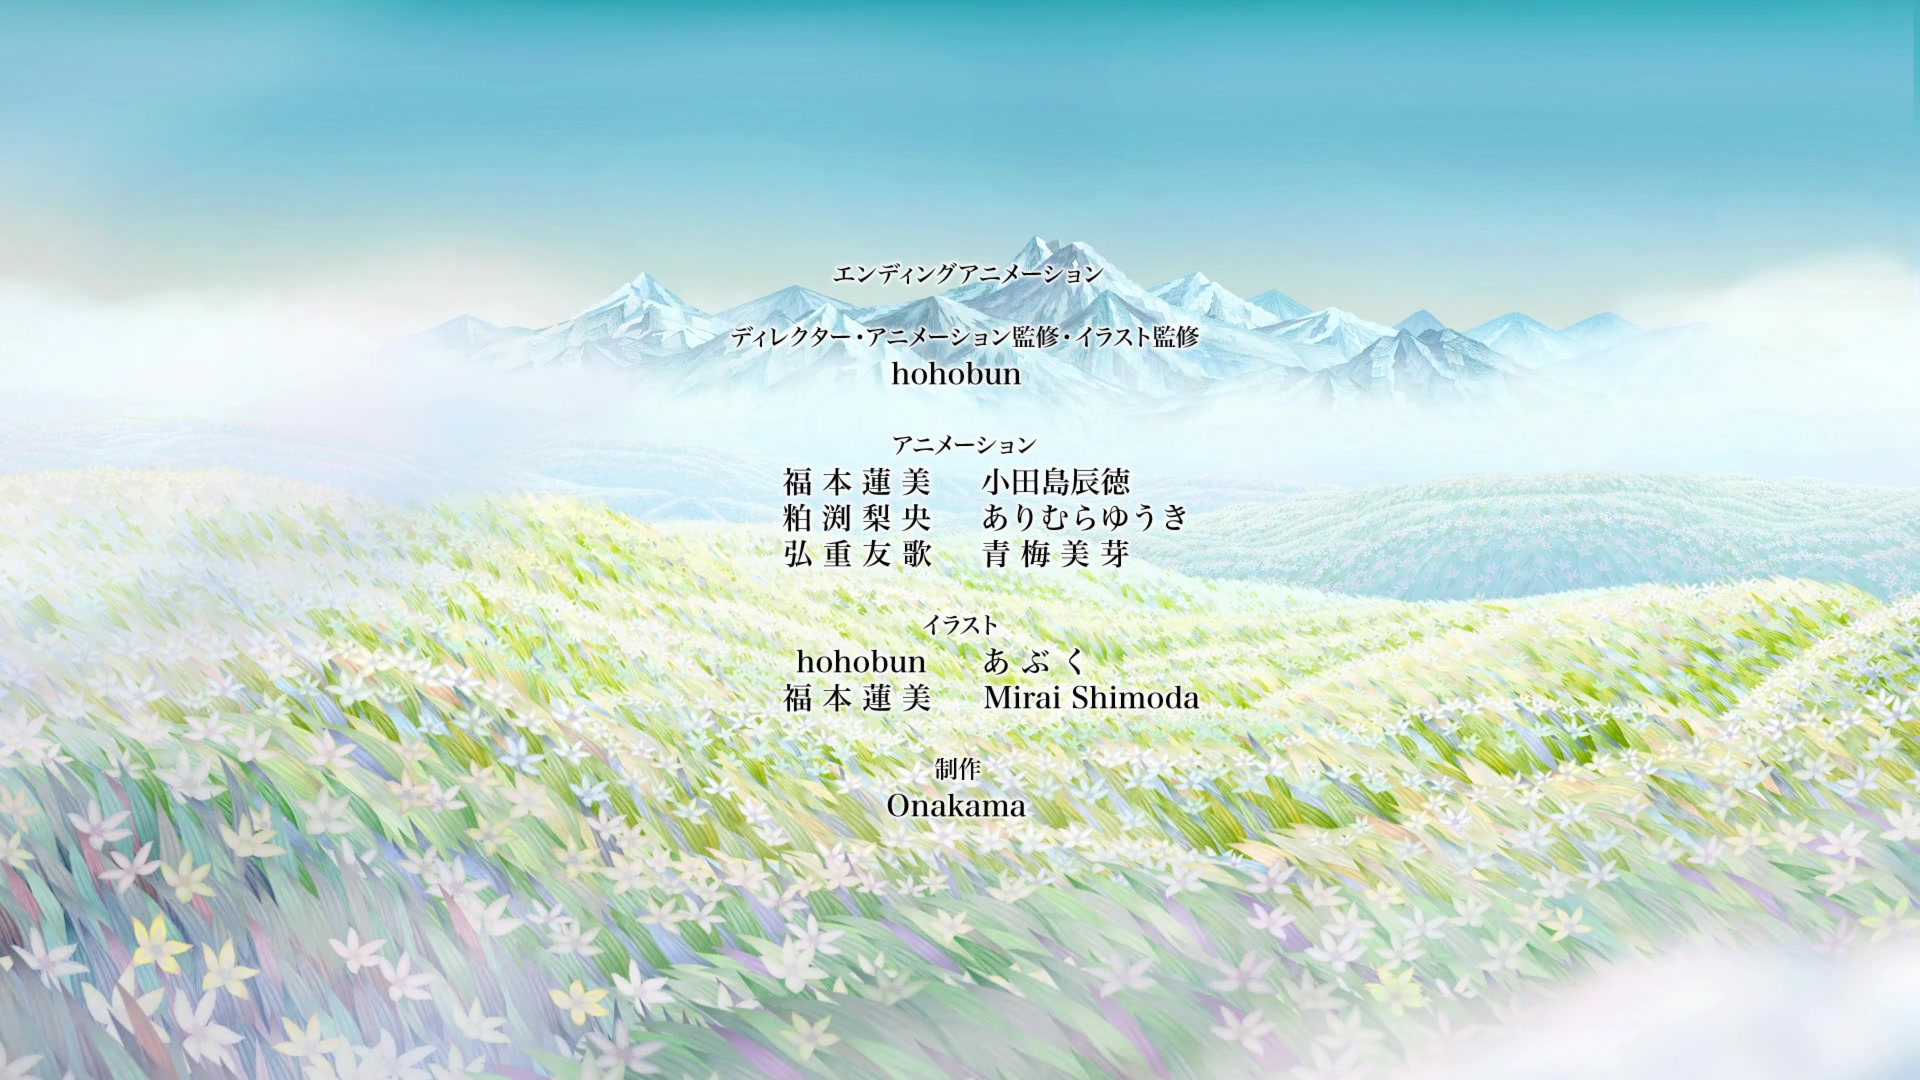 エンディングアニメーション
ディレクター・アニメーション監修・イラスト監修
hohobun
アニメーション
福本蓮美 小田島辰徳
粕渕梨央 ありむらゆうき
弘重友歌 青梅美芽
イラスト
hohobun あぶく
福本蓮美 Mirai Shimoda
制作
Onakama